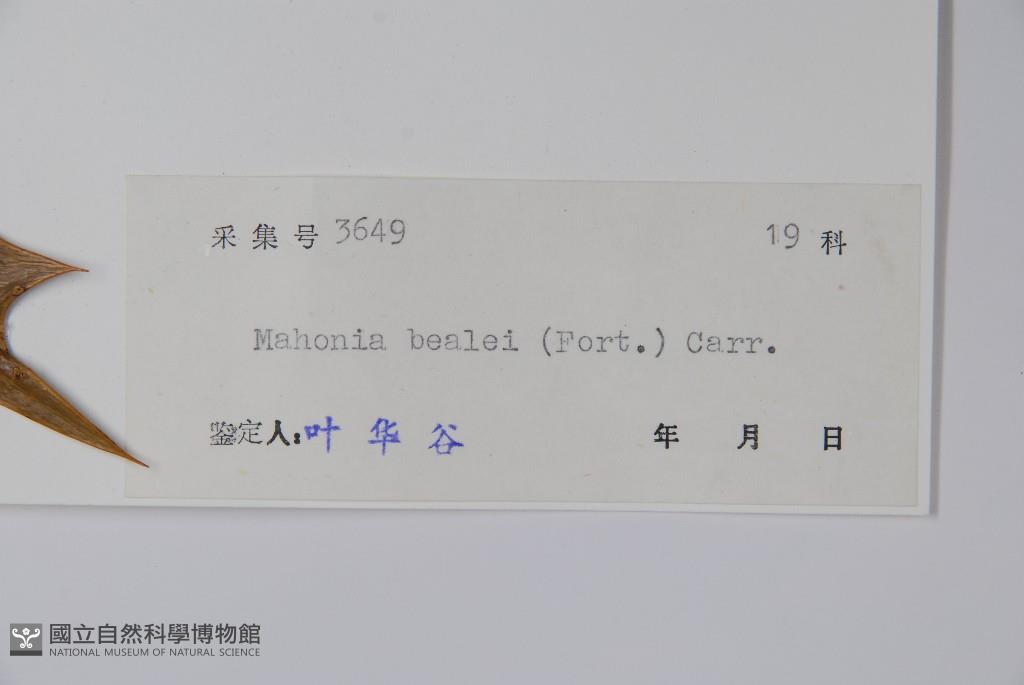 采集号 3649 19 科
Mahonia bealei (Fort.) Carr.
鉴定人:叶华谷 年 月 日
國立自然科學博物館
NATIONAL MUSEUM OF NATURAL SCIENCE